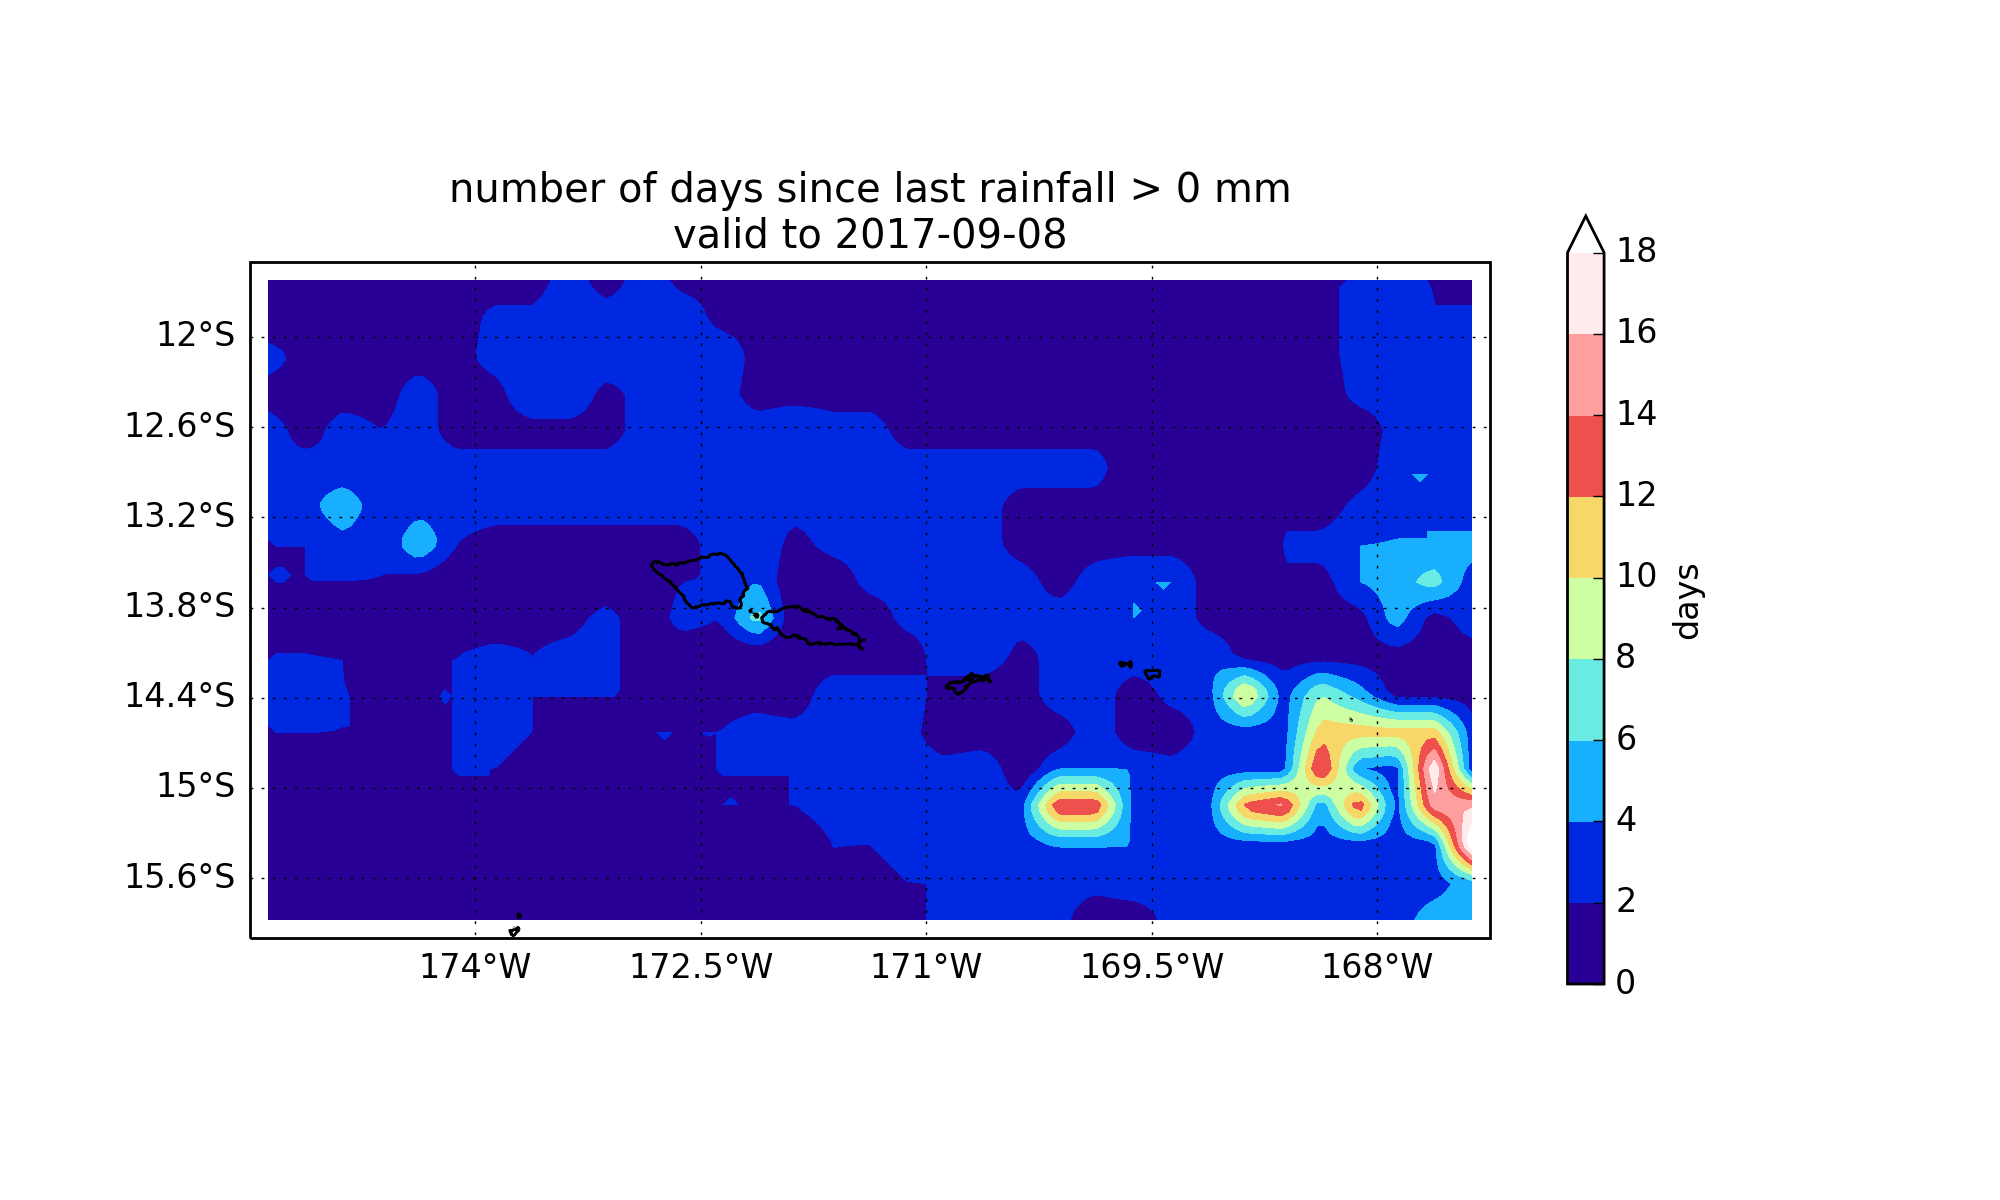 number of days since last rainfall > 0 mm
valid to 2017-09-08
12°S
12.6°S
13.2°S
13.8°S
14.4°S
15°S
15.6°S
174°W
172.5°W
171°W
169.5°W
168°W
18
16
14
12
10
8
6
4
2
0
days